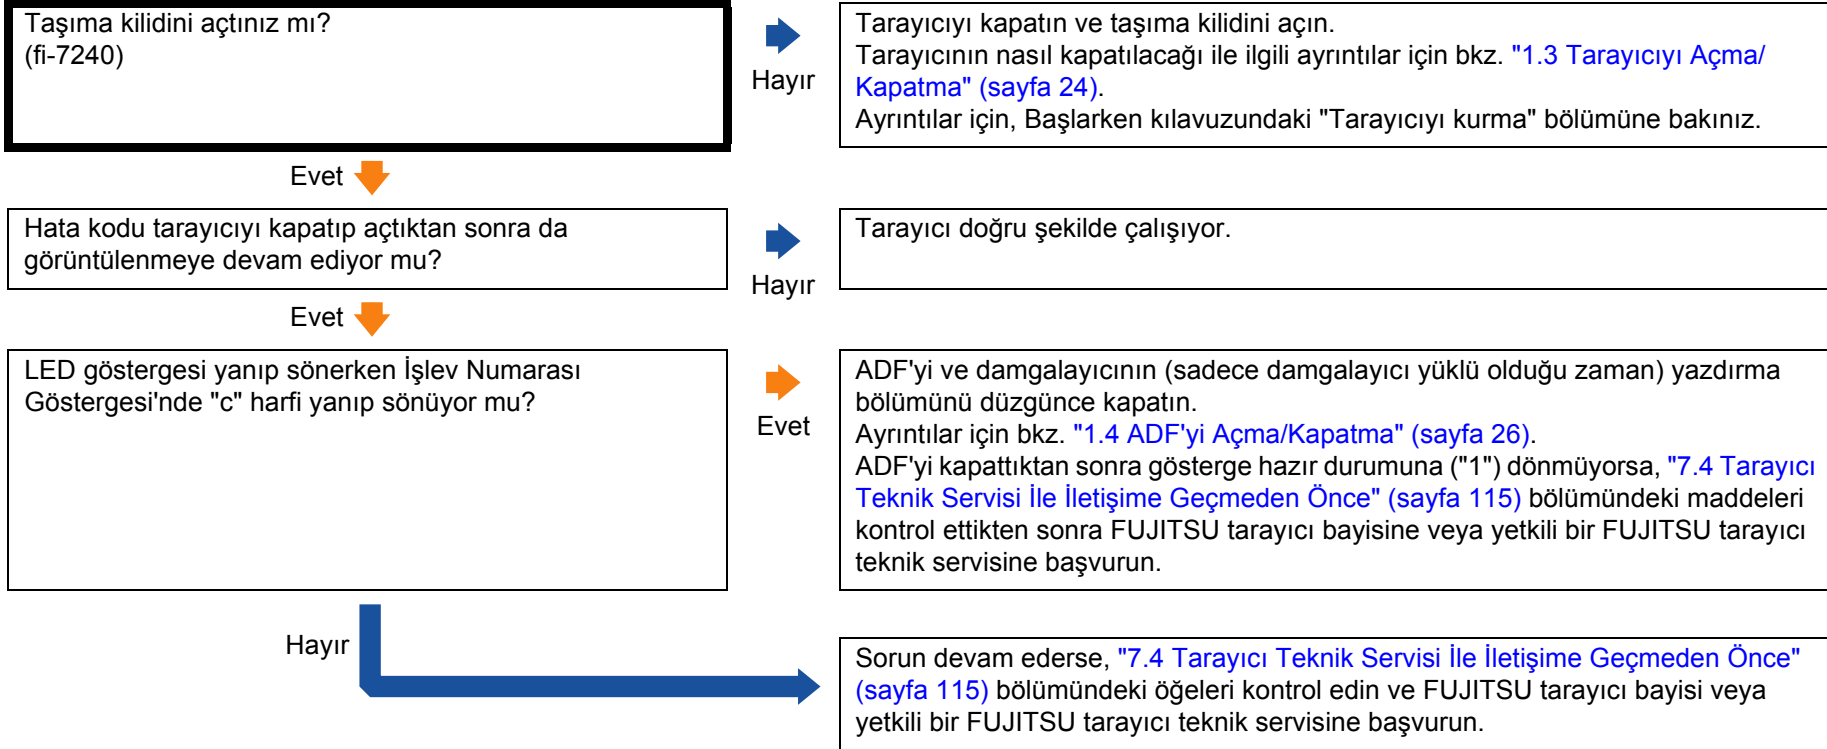 Taşıma kilidini açtınız mı?
(fi-7240)
Hayır
Tarayıcıyı kapatın ve taşıma kilidini açın.
Tarayıcının nasıl kapatılacağı ile ilgili ayrıntılar için bkz. "1.3 Tarayıcıyı Açma/
Kapatma" (sayfa 24).
Ayrıntılar için, Başlarken kılavuzundaki "Tarayıcıyı kurma" bölümüne bakınız.
Evet
Hata kodu tarayıcıyı kapatıp açtıktan sonra da
görüntülenmeye devam ediyor mu?
Hayır
Tarayıcı doğru şekilde çalışıyor.
Evet
LED göstergesi yanıp sönerken İşlev Numarası
Göstergesi'nde "c" harfi yanıp sönüyor mu?
Evet
ADF'yi ve damgalayıcının (sadece damgalayıcı yüklü olduğu zaman) yazdırma
bölümünü düzgünce kapatın.
Ayrıntılar için bkz. "1.4 ADF'yi Açma/Kapatma" (sayfa 26).
ADF'yi kapattıktan sonra gösterge hazır durumuna ("1") dönmüyorsa, "7.4 Tarayıcı
Teknik Servisi İle İletişime Geçmeden Önce" (sayfa 115) bölümündeki maddeleri
kontrol ettikten sonra FUJITSU tarayıcı bayisine veya yetkili bir FUJITSU tarayıcı
teknik servisine başvurun.
Hayır
Sorun devam ederse, "7.4 Tarayıcı Teknik Servisi İle İletişime Geçmeden Önce"
(sayfa 115) bölümündeki öğeleri kontrol edin ve FUJITSU tarayıcı bayisi veya
yetkili bir FUJITSU tarayıcı teknik servisine başvurun.